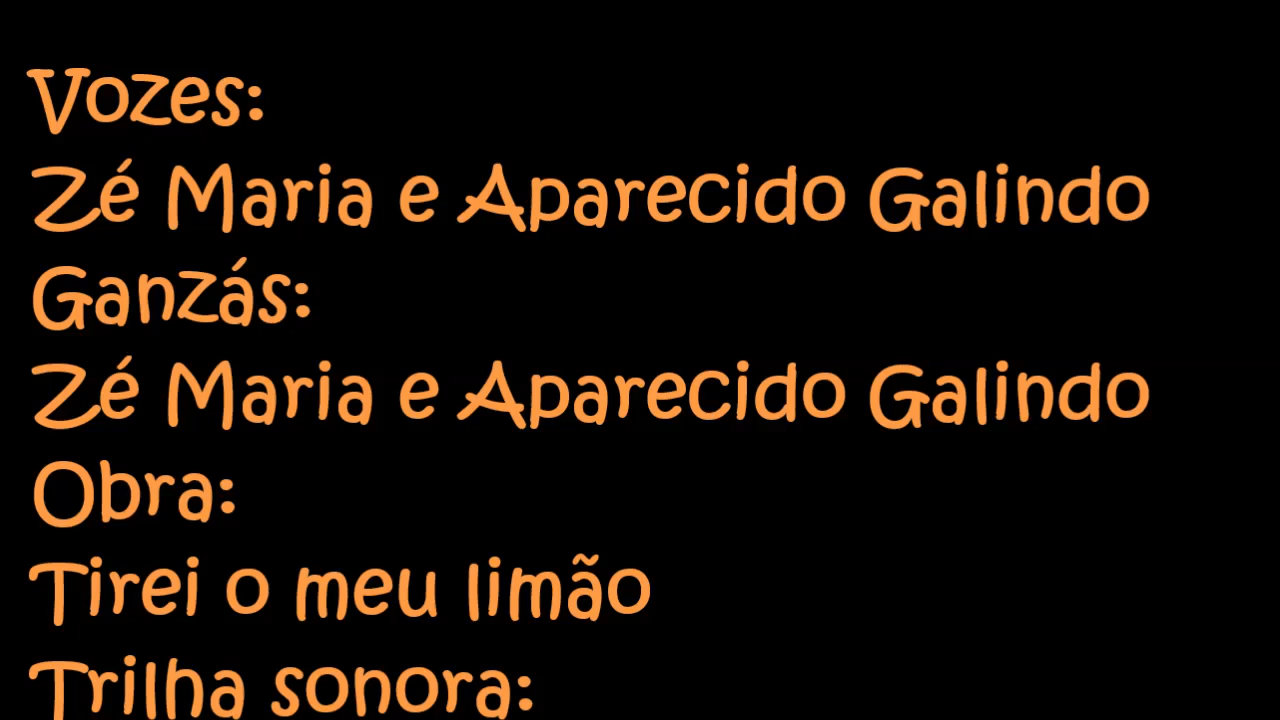 Vozes:
Zé Maria e Aparecido Galindo
Ganzás:
Zé Maria e Aparecido Galindo
Obra:
Tirei o meu limão
Trilha sonora: